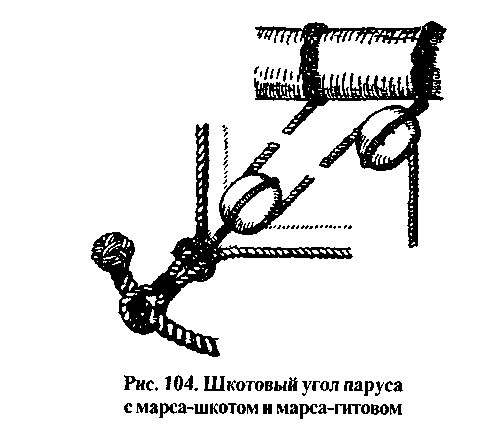 Рис. 104. Шкотовый угол паруса
с марса-шкотом и марса-гитовом